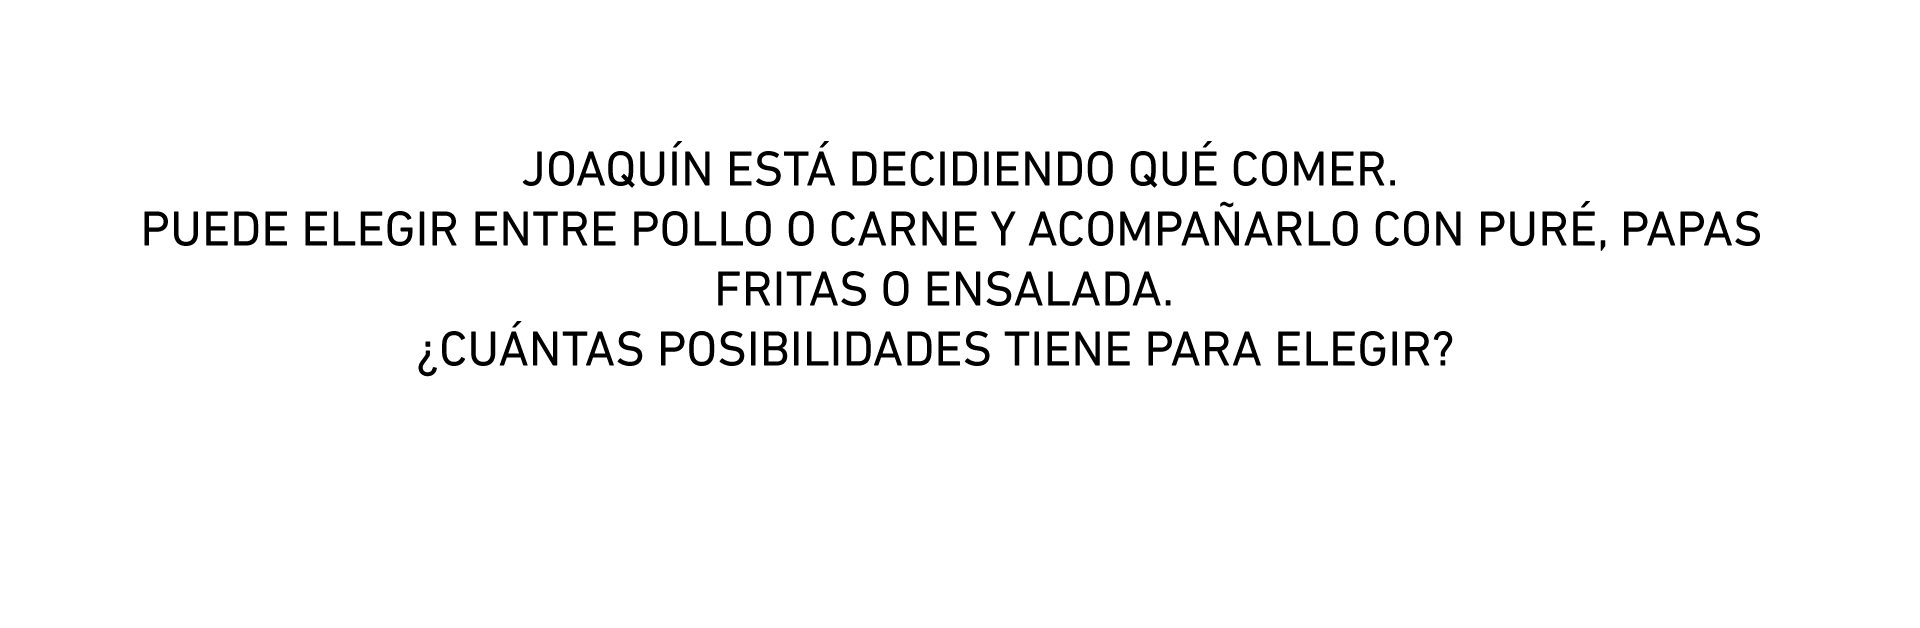 JOAQUÍN ESTÁ DECIDIENDO QUÉ COMER.
PUEDE ELEGIR ENTRE POLLO O CARNE Y ACOMPAÑARLO CON PURÉ, PAPAS
FRITAS O ENSALADA.
¿CUÁNTAS POSIBILIDADES TIENE PARA ELEGIR?